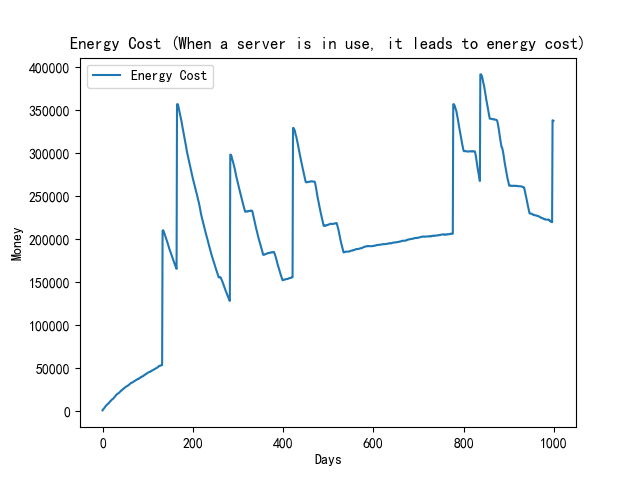 Energy Cost (When a server is in use, it leads to energy cost)
Energy Cost
400000
350000
300000
250000
200000
150000
100000
50000
0
Money
0 200 400 600 800 1000
Days